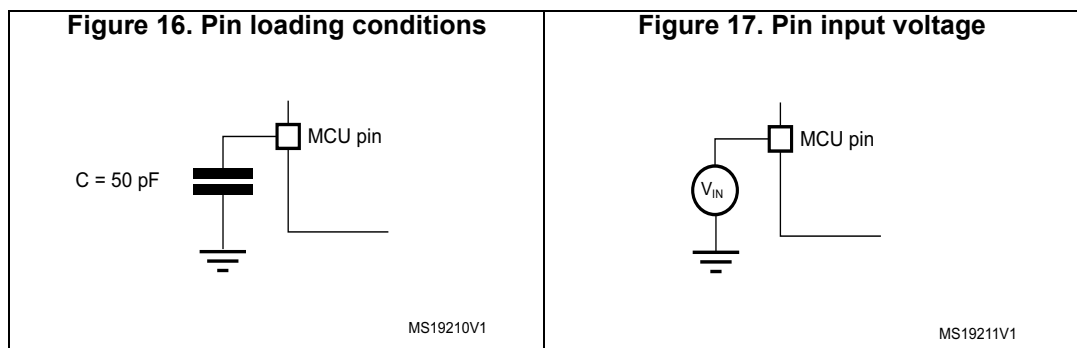 Figure 16. Pin loading conditions
MCU pin
C = 50 pF
MS19210V1
Figure 17. Pin input voltage
MCU pin
VIN
MS19211V1